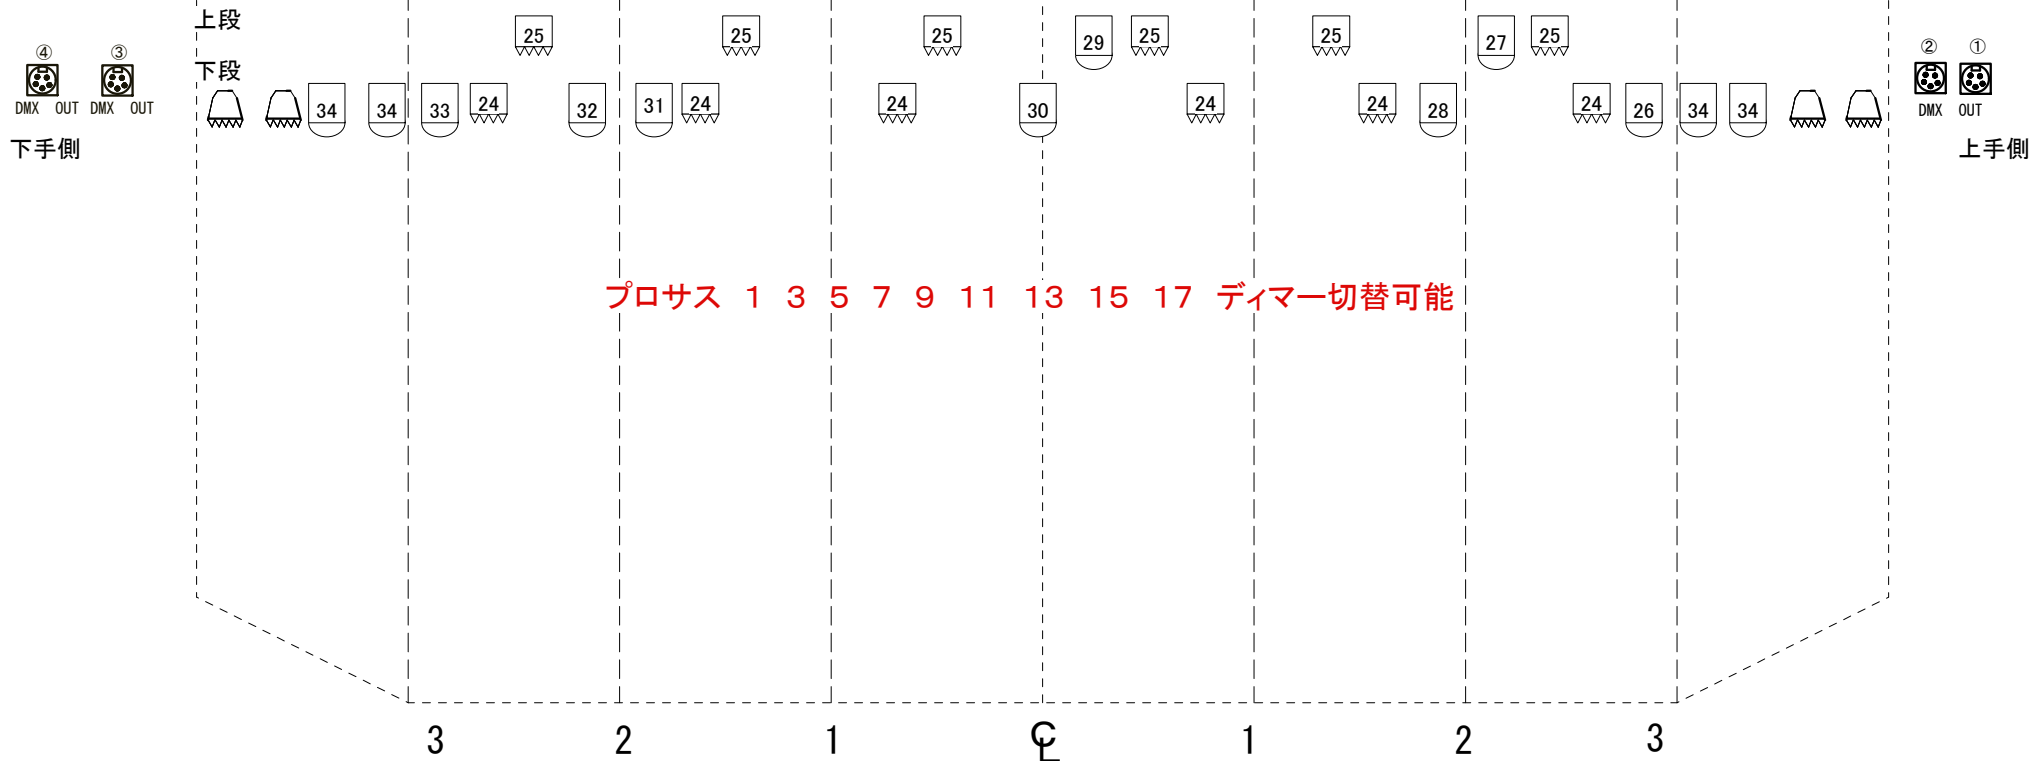 上段
25 25 25 29 25 25 27 25
④ ③
② ①
下段
34 34 33 24 32 31 24 24 30 24 24 28 24 26 34 34
DMX OUT DMX OUT
DMX OUT
下手側
上手側
プロサス 1 3 5 7 9 11 13 15 17 ディマー切替可能
3 2 1 ℄ 1 2 3